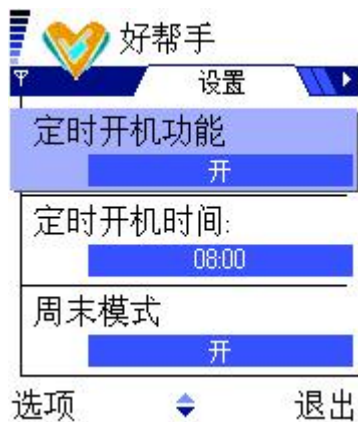 好帮手
设置
定时开机功能
开
定时开机时间:
08:00
周末模式
开
选项 退出